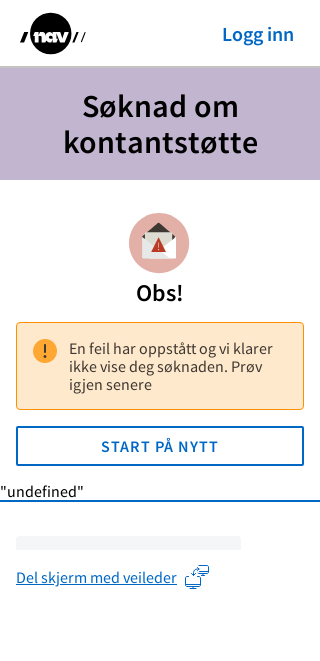 nav
Logg inn
Søknad om
kontantstøtte
Obs!
En feil har oppstått og vi klarer
ikke vise deg søknaden. Prøv
igjen senere
START PÅ NYTT
"undefined"
Del skjerm med veileder